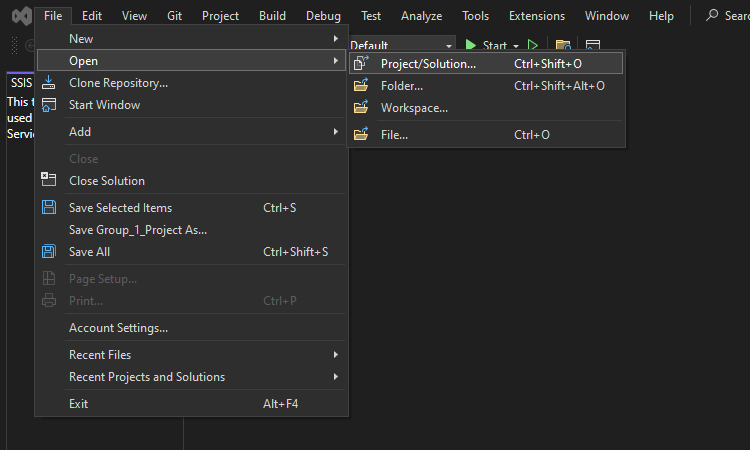 File Edit View Git Project Build Debug Test Analyze Tools Extensions Window Help Search
Default Start
New
Open
Clone Repository...
Start Window
Add
Close
Close Solution
Save Selected Items Ctrl+S
Save Group_1_Project As...
Save All Ctrl+Shift+S
Page Setup...
Print... Ctrl+P
Account Settings...
Recent Files
Recent Projects and Solutions
Exit Alt+F4
Project/Solution... Ctrl+Shift+O
Folder... Ctrl+Shift+Alt+O
Workspace...
File... Ctrl+O
SSIS
This t
used
Servic